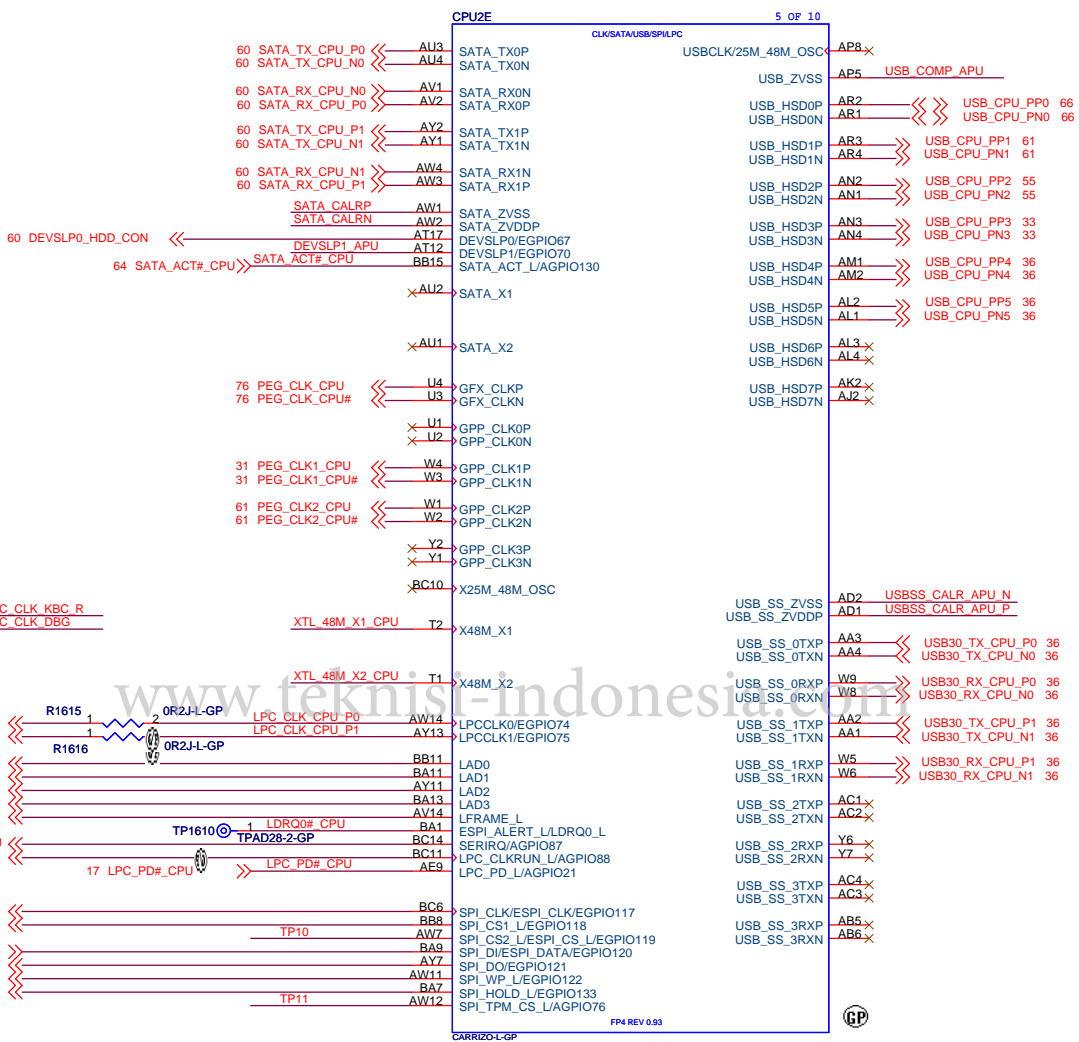 CPU2E
5 OF 10
CLK/SATA/USB/SPI/LPC
60 SATA_TX_CPU_P0 AU3 SATA_TX0P
60 SATA_TX_CPU_N0 AU4 SATA_TX0N
60 SATA_RX_CPU_N0 AV1 SATA_RX0N
60 SATA_RX_CPU_P0 AV2 SATA_RX0P
60 SATA_TX_CPU_P1 AY2 SATA_TX1P
60 SATA_TX_CPU_N1 AY1 SATA_TX1N
60 SATA_RX_CPU_N1 AW4 SATA_RX1N
60 SATA_RX_CPU_P1 AW3 SATA_RX1P
SATA_CALRP AW1 SATA_ZVSS
SATA_CALRN AW2 SATA_ZVDDP
60 DEVSLP0_HDD_CON AT17 DEVSLP0/EGPIO67
DEVSLP1_APU AT12 DEVSLP1/EGPIO70
64 SATA_ACT#_CPU SATA_ACT#_CPU BB15 SATA_ACT_L/AGPIO130
AU2 SATA_X1
AU1 SATA_X2
76 PEG_CLK_CPU U4 GFX_CLKP
76 PEG_CLK_CPU# U3 GFX_CLKN
U1 GPP_CLK0P
U2 GPP_CLK0N
31 PEG_CLK1_CPU W4 GPP_CLK1P
31 PEG_CLK1_CPU# W3 GPP_CLK1N
61 PEG_CLK2_CPU W1 GPP_CLK2P
61 PEG_CLK2_CPU# W2 GPP_CLK2N
Y2 GPP_CLK3P
Y1 GPP_CLK3N
BC10 X25M_48M_OSC
C_CLK_KBC_R
C_CLK_DBG
XTL_48M_X1_CPU T2 X48M_X1
XTL_48M_X2_CPU T1 X48M_X2
R1615 1 2 0R2J-L-GP LPC_CLK_CPU_P0 AW14 LPCCLK0/EGPIO74
R1616 1 0R2J-L-GP LPC_CLK_CPU_P1 AY13 LPCCLK1/EGPIO75
BB11 LAD0
BA11 LAD1
AY11 LAD2
BA13 LAD3
AV14 LFRAME_L
TP1610 1 TPAD28-2-GP LDRQ0#_CPU BA1 ESPI_ALERT_L/LDRQ0_L
BC14 SERIRQ/AGPIO87
BC11 LPC_CLKRUN_L/AGPIO88
17 LPC_PD#_CPU LPC_PD#_CPU AE9 LPC_PD_L/AGPIO21
BC6 SPI_CLK/ESPI_CLK/EGPIO117
BB8 SPI_CS1_L/EGPIO118
TP10 AW7 SPI_CS2_L/ESPI_CS_L/EGPIO119
BA9 SPI_DI/ESPI_DATA/EGPIO120
AY7 SPI_DO/EGPIO121
AW11 SPI_WP_L/EGPIO122
BA7 SPI_HOLD_L/EGPIO133
TP11 AW12 SPI_TPM_CS_L/AGPIO76
USBCLK/25M_48M_OSC AP8
USB_ZVSS AP5 USB_COMP_APU
USB_HSD0P AR2 USB_CPU_PP0 66
USB_HSD0N AR1 USB_CPU_PN0 66
USB_HSD1P AR3 USB_CPU_PP1 61
USB_HSD1N AR4 USB_CPU_PN1 61
USB_HSD2P AN2 USB_CPU_PP2 55
USB_HSD2N AN1 USB_CPU_PN2 55
USB_HSD3P AN3 USB_CPU_PP3 33
USB_HSD3N AN4 USB_CPU_PN3 33
USB_HSD4P AM1 USB_CPU_PP4 36
USB_HSD4N AM2 USB_CPU_PN4 36
USB_HSD5P AL2 USB_CPU_PP5 36
USB_HSD5N AL1 USB_CPU_PN5 36
USB_HSD6P AL3
USB_HSD6N AL4
USB_HSD7P AK2
USB_HSD7N AJ2
USB_SS_ZVSS AD2 USBSS_CALR_APU_N
USB_SS_ZVDDP AD1 USBSS_CALR_APU_P
USB_SS_0TXP AA3 USB30_TX_CPU_P0 36
USB_SS_0TXN AA4 USB30_TX_CPU_N0 36
USB_SS_0RXP W9 USB30_RX_CPU_P0 36
USB_SS_0RXN W8 USB30_RX_CPU_N0 36
USB_SS_1TXP AA2 USB30_TX_CPU_P1 36
USB_SS_1TXN AA1 USB30_TX_CPU_N1 36
USB_SS_1RXP W5 USB30_RX_CPU_P1 36
USB_SS_1RXN W6 USB30_RX_CPU_N1 36
USB_SS_2TXP AC1
USB_SS_2TXN AC2
USB_SS_2RXP Y6
USB_SS_2RXN Y7
USB_SS_3TXP AC4
USB_SS_3TXN AC3
USB_SS_3RXP AB5
USB_SS_3RXN AB6
www.teknisi-indonesia.com
GP
FP4 REV 0.93
CARRIZO-L-GP